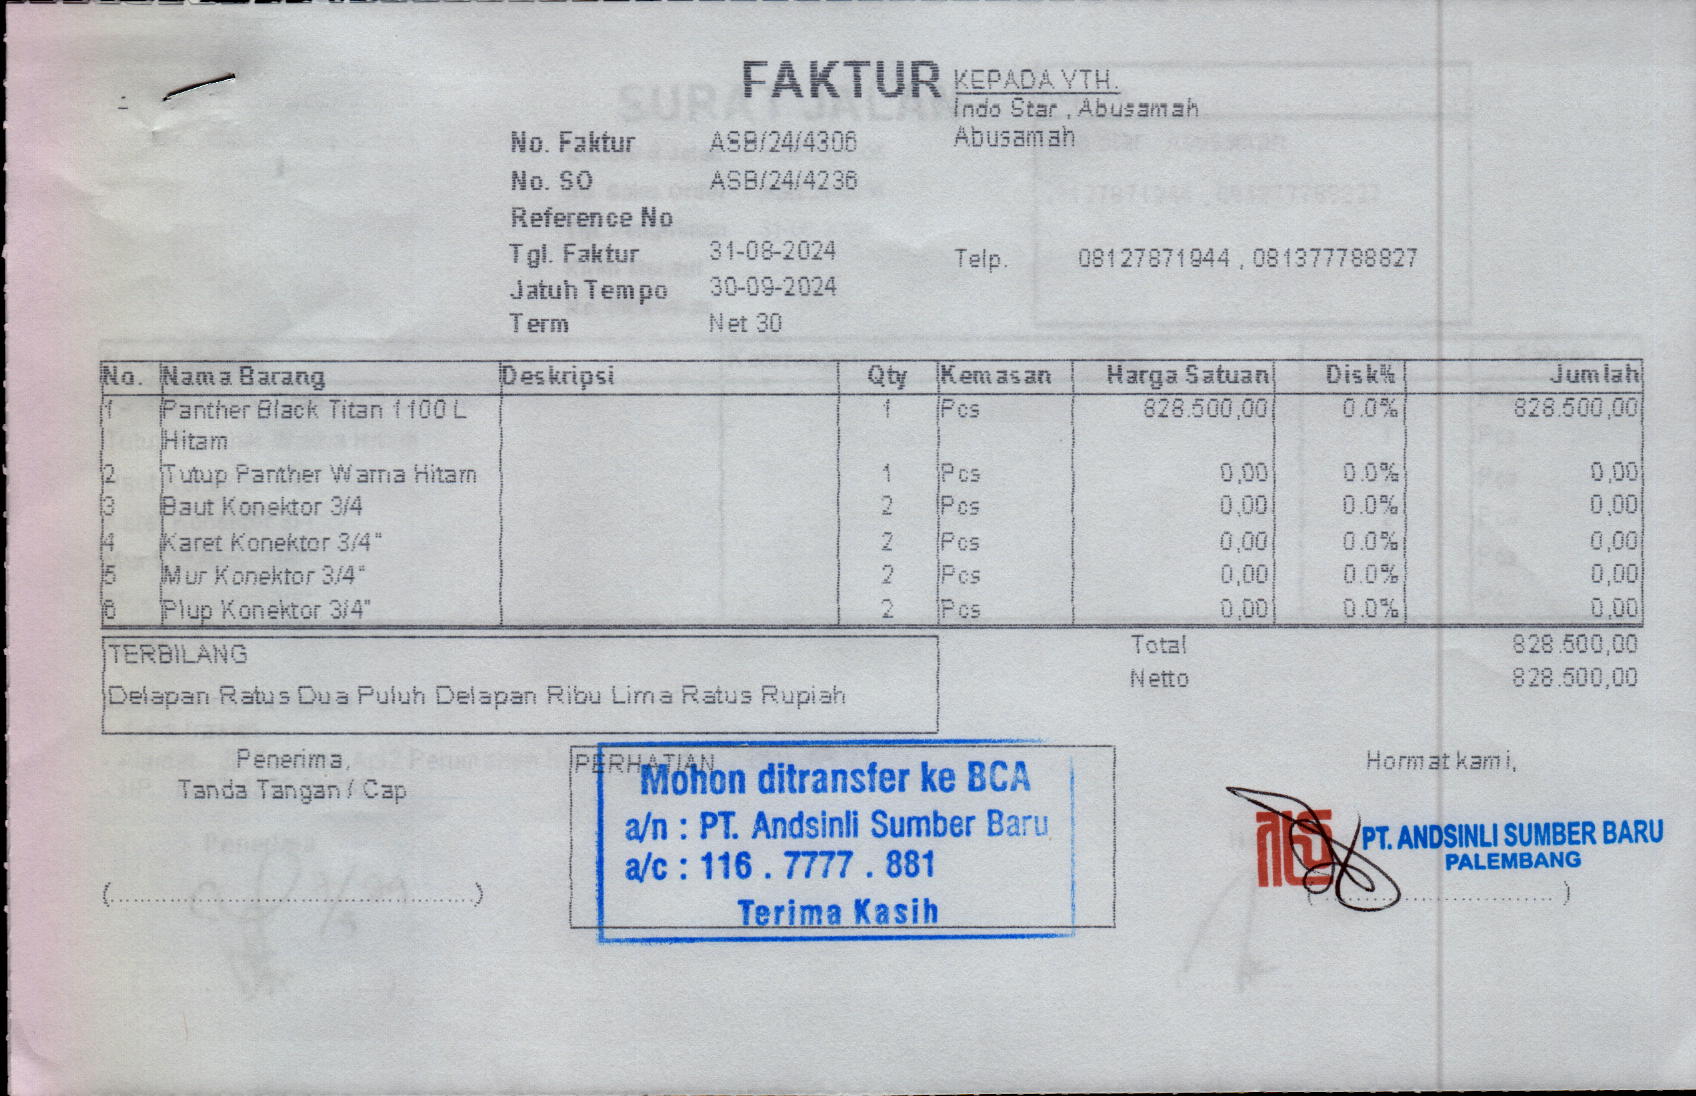 FAKTUR
KEPADA YTH.
Indo Star , Abusamah
Abusamah
No. Faktur ASB/24/4306
No. SO ASB/24/4236
Reference No
Tgl. Faktur 31-08-2024
Telp. 08127871944 , 081377788827
Jatuh Tempo 30-09-2024
Term Net 30
No. Nama Barang Deskripsi Qty Kemasan Harga Satuan Disk% Jumlah
1 Panther Black Titan 1100 L 1 Pcs 828.500,00 0.0% 828.500,00
Hitam
2 Tutup Panther Warna Hitam 1 Pcs 0,00 0.0% 0,00
3 Baut Konektor 3/4 2 Pcs 0,00 0.0% 0,00
4 Karet Konektor 3/4" 2 Pcs 0,00 0.0% 0,00
5 Mur Konektor 3/4" 2 Pcs 0,00 0.0% 0,00
6 Plup Konektor 3/4" 2 Pcs 0,00 0.0% 0,00
Total 828.500,00
Netto 828.500,00
TERBILANG
Delapan Ratus Dua Puluh Delapan Ribu Lima Ratus Rupiah
Penerima,
Tanda Tangan / Cap
(..............................................)
PERHATIAN
Mohon ditransfer ke BCA
a/n : PT. Andsinli Sumber Baru
a/c : 116 . 7777 . 881
Terima Kasih
Hormat kami,
PT. ANDSINLI SUMBER BARU
PALEMBANG
(..............................)